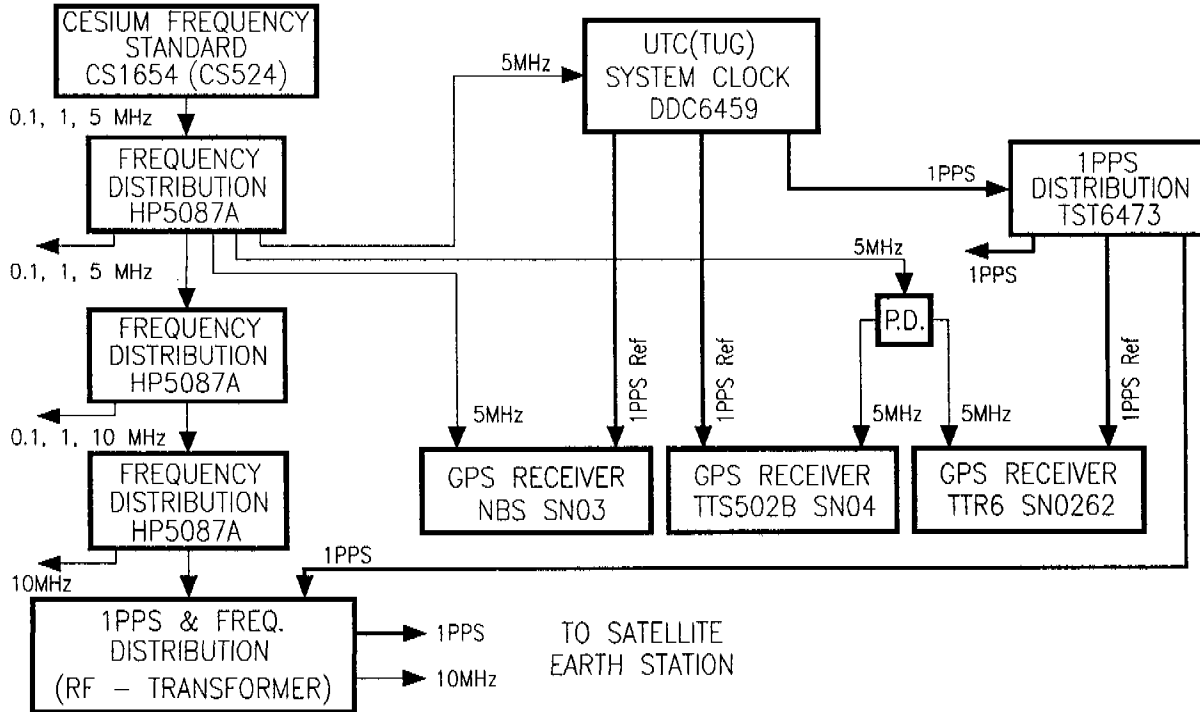 CESIUM FREQUENCY
STANDARD
CS1654 (CS524)
0.1, 1, 5 MHz
FREQUENCY
DISTRIBUTION
HP5087A
0.1, 1, 5 MHz
FREQUENCY
DISTRIBUTION
HP5087A
0.1, 1, 10 MHz
FREQUENCY
DISTRIBUTION
HP5087A
10MHz
1PPS & FREQ.
DISTRIBUTION
(RF - TRANSFORMER)
1PPS
10MHz
TO SATELLITE
EARTH STATION
5MHz
UTC(TUG)
SYSTEM CLOCK
DDC6459
1PPS
1PPS
DISTRIBUTION
TST6473
1PPS
5MHz
P.D.
5MHz
1PPS Ref
1PPS Ref
5MHz
5MHz
1PPS Ref
GPS RECEIVER
NBS SN03
GPS RECEIVER
TTS502B SN04
GPS RECEIVER
TTR6 SN0262
1PPS